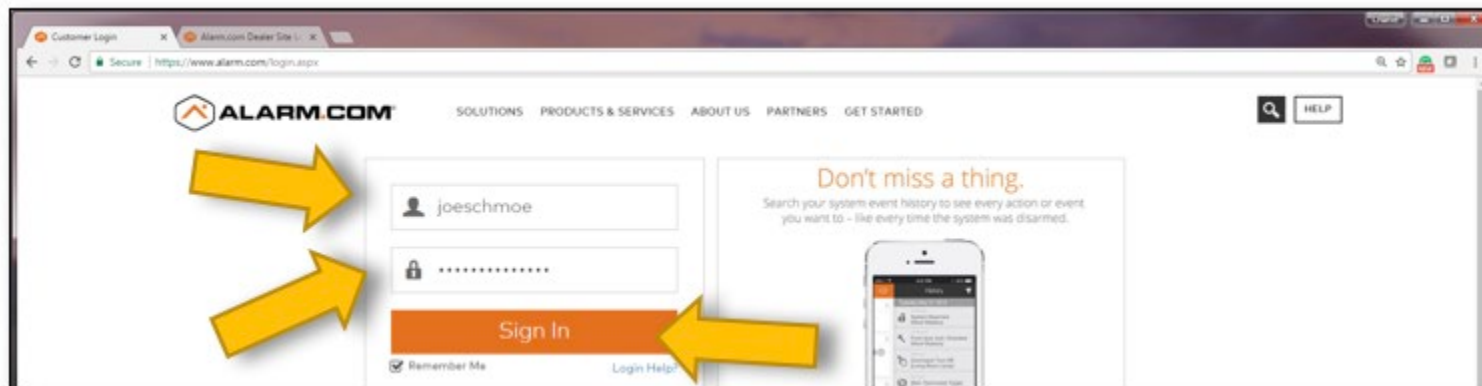 Customer Login
Alarm.com Dealer Site L
Secure | https://www.alarm.com/login.aspx
ALARM.COM
SOLUTIONS PRODUCTS & SERVICES ABOUT US PARTNERS GET STARTED
HELP
joeschmoe
••••••••••••••
Sign In
Remember Me
Login Help?
Don't miss a thing.
Search your system event history to see every action or event
you want to – like every time the system was disarmed.
History